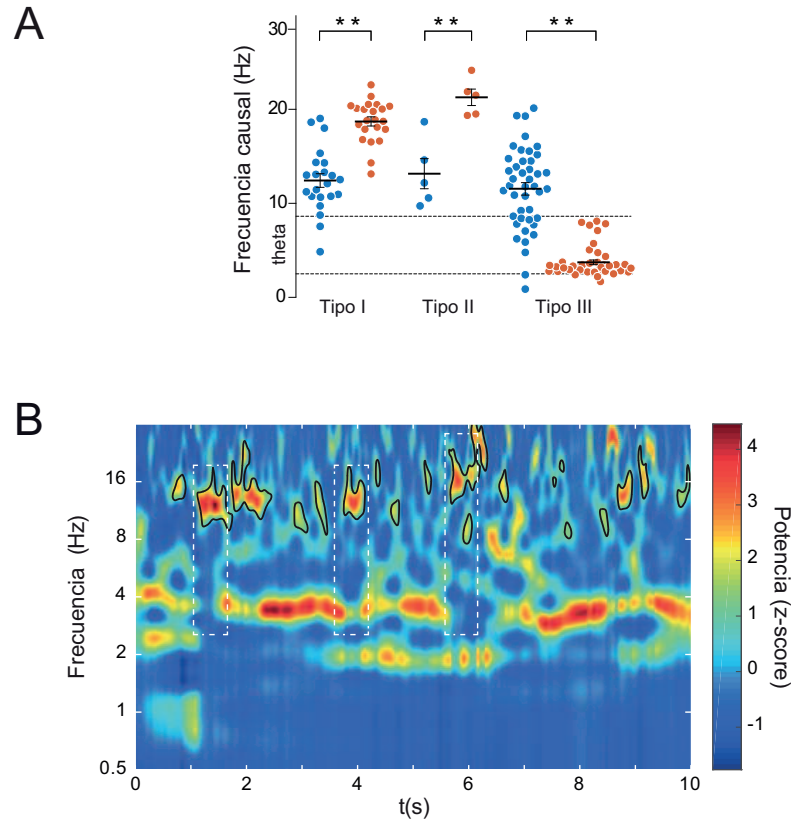 A
Frecuencia causal (Hz)
30
20
10
0
theta
* *
* *
* *
Tipo I
Tipo II
Tipo III
B
Frecuencia (Hz)
16
8
4
2
1
0.5
0
2
4
6
8
10
t(s)
4
3
2
1
0
-1
Potencia (z-score)